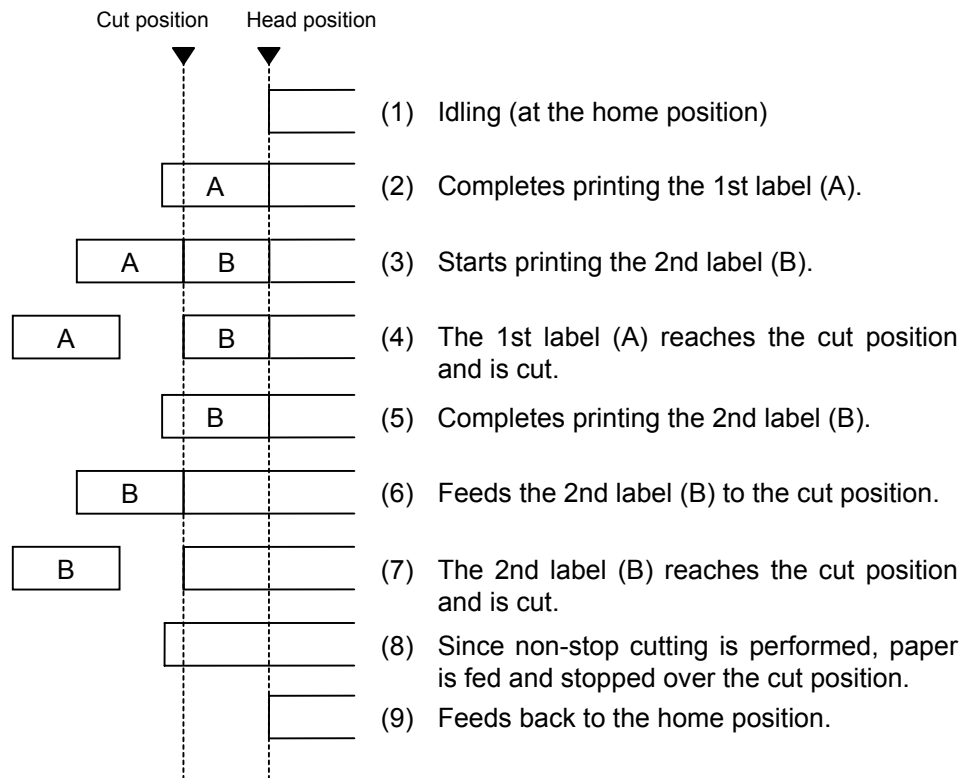 Cut position Head position
(1) Idling (at the home position)
A (2) Completes printing the 1st label (A).
A B (3) Starts printing the 2nd label (B).
A B (4) The 1st label (A) reaches the cut position
and is cut.
B (5) Completes printing the 2nd label (B).
B (6) Feeds the 2nd label (B) to the cut position.
B (7) The 2nd label (B) reaches the cut position
and is cut.
(8) Since non-stop cutting is performed, paper
is fed and stopped over the cut position.
(9) Feeds back to the home position.